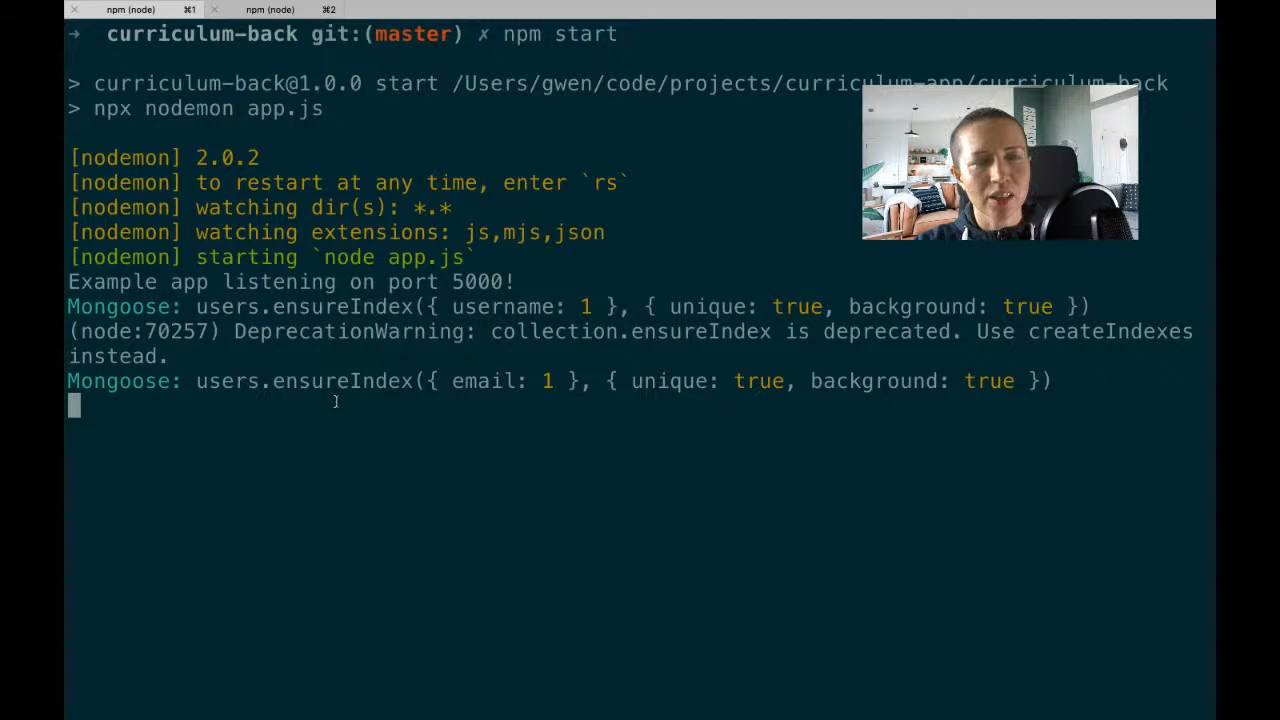 npm (node) ⌘1 npm (node) ⌘2
➜ curriculum-back git:(master) ✗ npm start
> curriculum-back@1.0.0 start /Users/gwen/code/projects/curriculum-app/curriculum-back
> npx nodemon app.js
[nodemon] 2.0.2
[nodemon] to restart at any time, enter `rs`
[nodemon] watching dir(s): *.*
[nodemon] watching extensions: js,mjs,json
[nodemon] starting `node app.js`
Example app listening on port 5000!
Mongoose: users.ensureIndex({ username: 1 }, { unique: true, background: true })
(node:70257) DeprecationWarning: collection.ensureIndex is deprecated. Use createIndexes
instead.
Mongoose: users.ensureIndex({ email: 1 }, { unique: true, background: true })